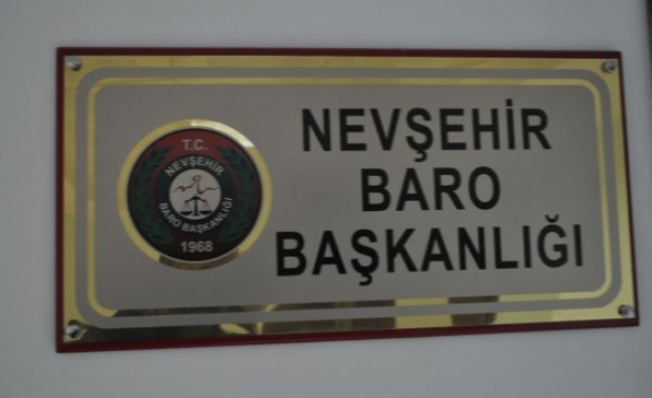 T.C.
NEVŞEHİR
BARO BAŞKANLIĞI
1968
NEVŞEHİR
BARO
BAŞKANLIĞI